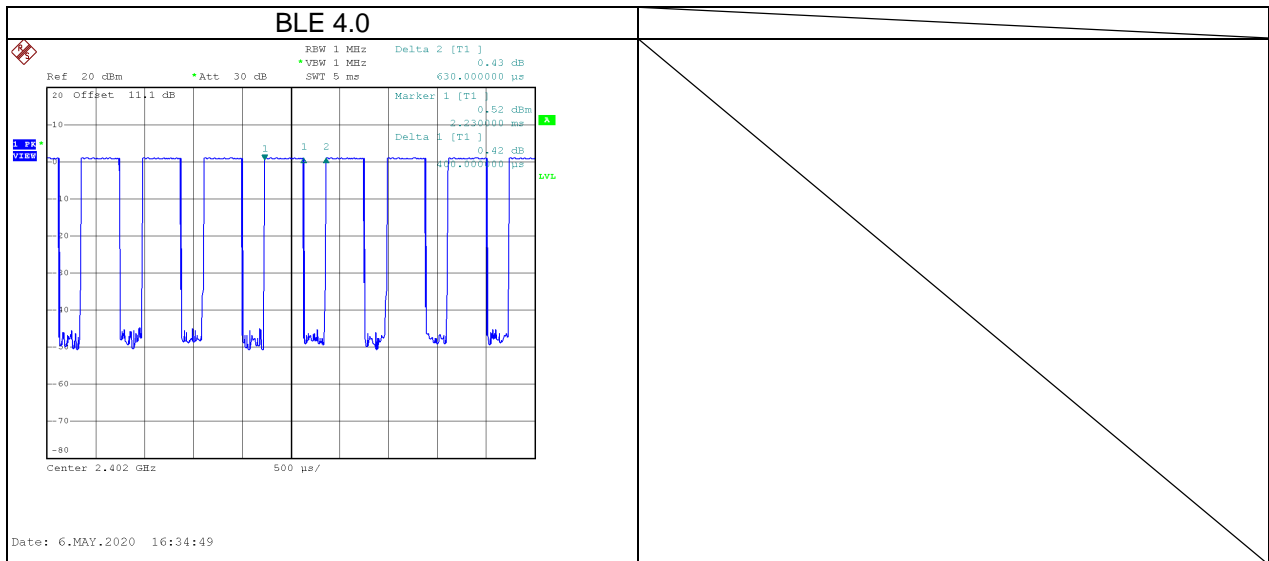 BLE 4.0
RBW 1 MHz
Delta 2 [T1 ]
*VBW 1 MHz
0.43 dB
Ref 20 dBm
*Att 30 dB
SWT 5 ms
630.000000 µs
20 Offset 11.1 dB
Marker 1 [T1 ]
0.52 dBm
2.230000 ms
A
10
Delta 1 [T1 ]
0.42 dB
400.000000 µs
1 PK *
VIEW
1
1
2
0
LVL
-10
-20
-30
-40
-50
-60
-70
-80
Center 2.402 GHz
500 µs/
Date: 6.MAY.2020 16:34:49